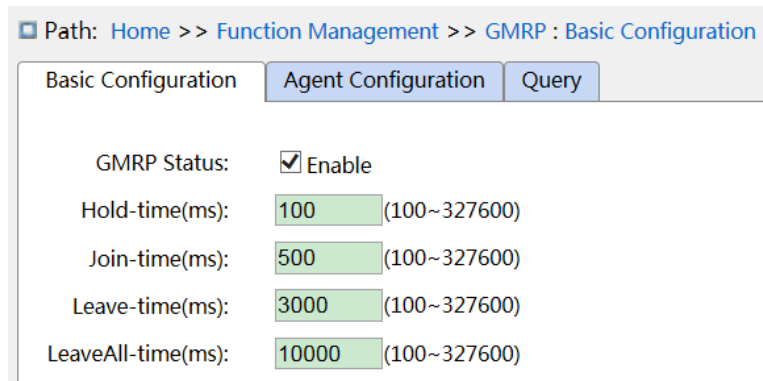 Path: Home >> Function Management >> GMRP : Basic Configuration
Basic Configuration Agent Configuration Query
GMRP Status: Enable
Hold-time(ms): 100 (100~327600)
Join-time(ms): 500 (100~327600)
Leave-time(ms): 3000 (100~327600)
LeaveAll-time(ms): 10000 (100~327600)